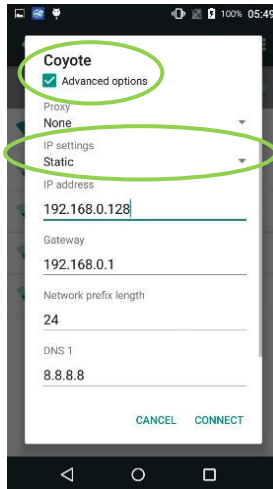 100% 05:49
Coyote
Advanced options
Proxy
None
IP settings
Static
IP address
192.168.0.128
Gateway
192.168.0.1
Network prefix length
24
DNS 1
8.8.8.8
CANCEL CONNECT